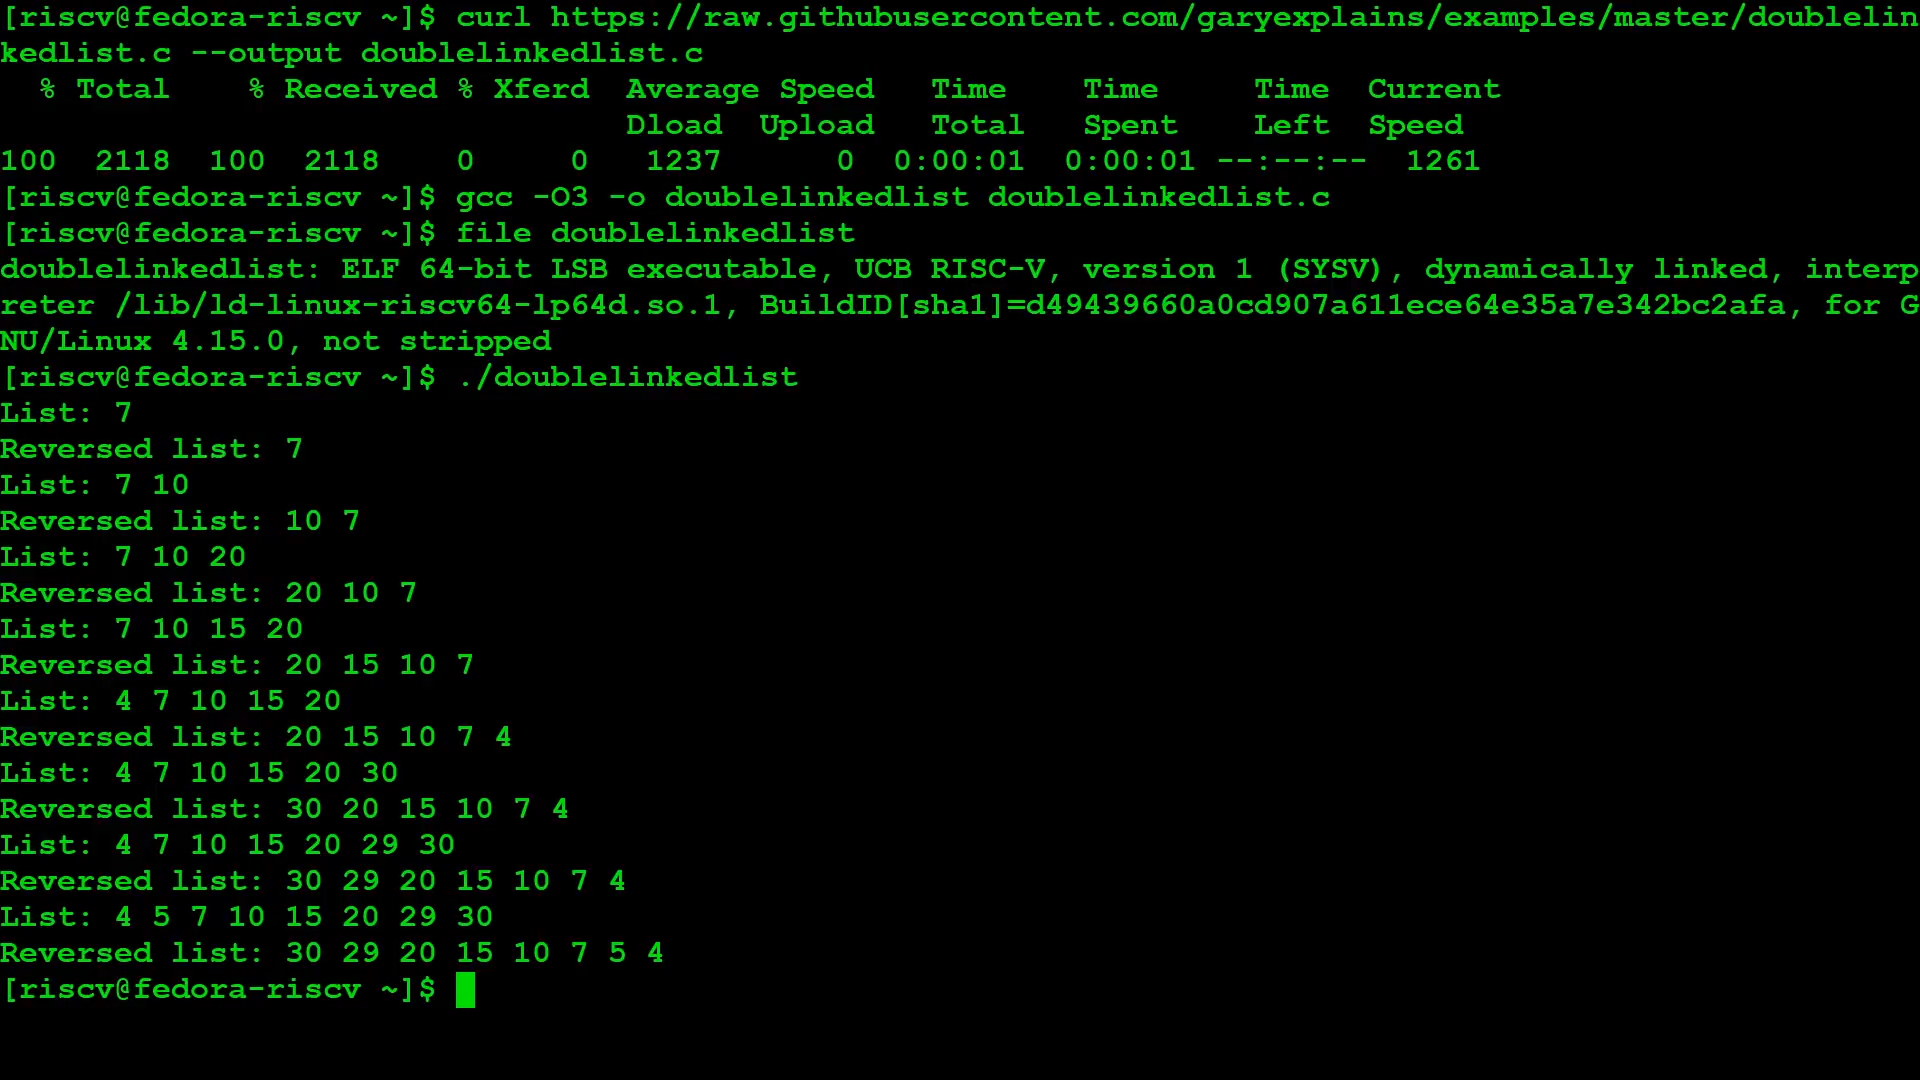 [riscv@fedora-riscv ~]$ curl https://raw.githubusercontent.com/garyexplains/examples/master/doublelin
kedlist.c --output doublelinkedlist.c
  % Total    % Received % Xferd  Average Speed   Time    Time     Time  Current
                                 Dload  Upload   Total   Spent    Left  Speed
100  2118  100  2118    0     0   1237      0  0:00:01  0:00:01 --:--:--  1261
[riscv@fedora-riscv ~]$ gcc -O3 -o doublelinkedlist doublelinkedlist.c
[riscv@fedora-riscv ~]$ file doublelinkedlist
doublelinkedlist: ELF 64-bit LSB executable, UCB RISC-V, version 1 (SYSV), dynamically linked, interp
reter /lib/ld-linux-riscv64-lp64d.so.1, BuildID[sha1]=d49439660a0cd907a611ece64e35a7e342bc2afa, for G
NU/Linux 4.15.0, not stripped
[riscv@fedora-riscv ~]$ ./doublelinkedlist
List: 7
Reversed list: 7
List: 7 10
Reversed list: 10 7
List: 7 10 20
Reversed list: 20 10 7
List: 7 10 15 20
Reversed list: 20 15 10 7
List: 4 7 10 15 20
Reversed list: 20 15 10 7 4
List: 4 7 10 15 20 30
Reversed list: 30 20 15 10 7 4
List: 4 7 10 15 20 29 30
Reversed list: 30 29 20 15 10 7 4
List: 4 5 7 10 15 20 29 30
Reversed list: 30 29 20 15 10 7 5 4
[riscv@fedora-riscv ~]$